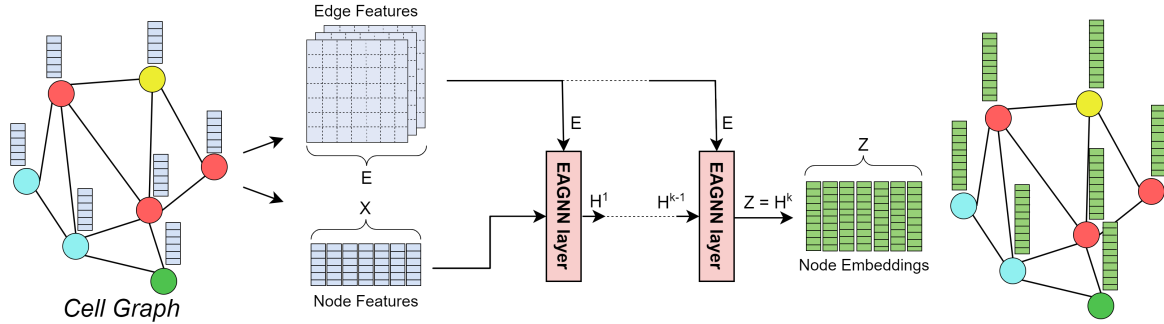 Edge Features
E
X
Node Features
Cell Graph
E
EAGNN layer
H¹
Hᵏ⁻¹
E
EAGNN layer
Z = Hᵏ
Z
Node Embeddings